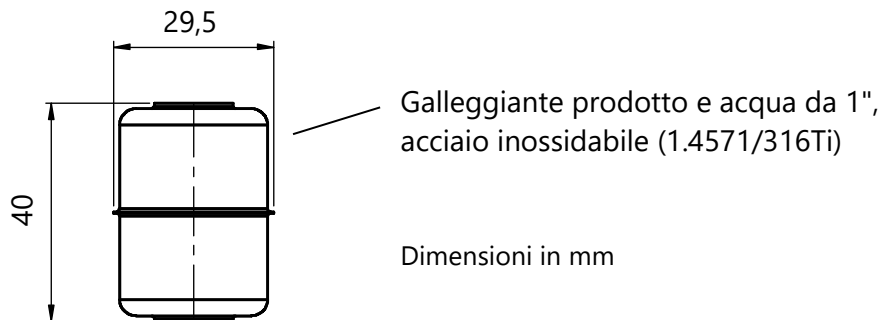 29,5
Galleggiante prodotto e acqua da 1",
acciaio inossidabile (1.4571/316Ti)
40
Dimensioni in mm